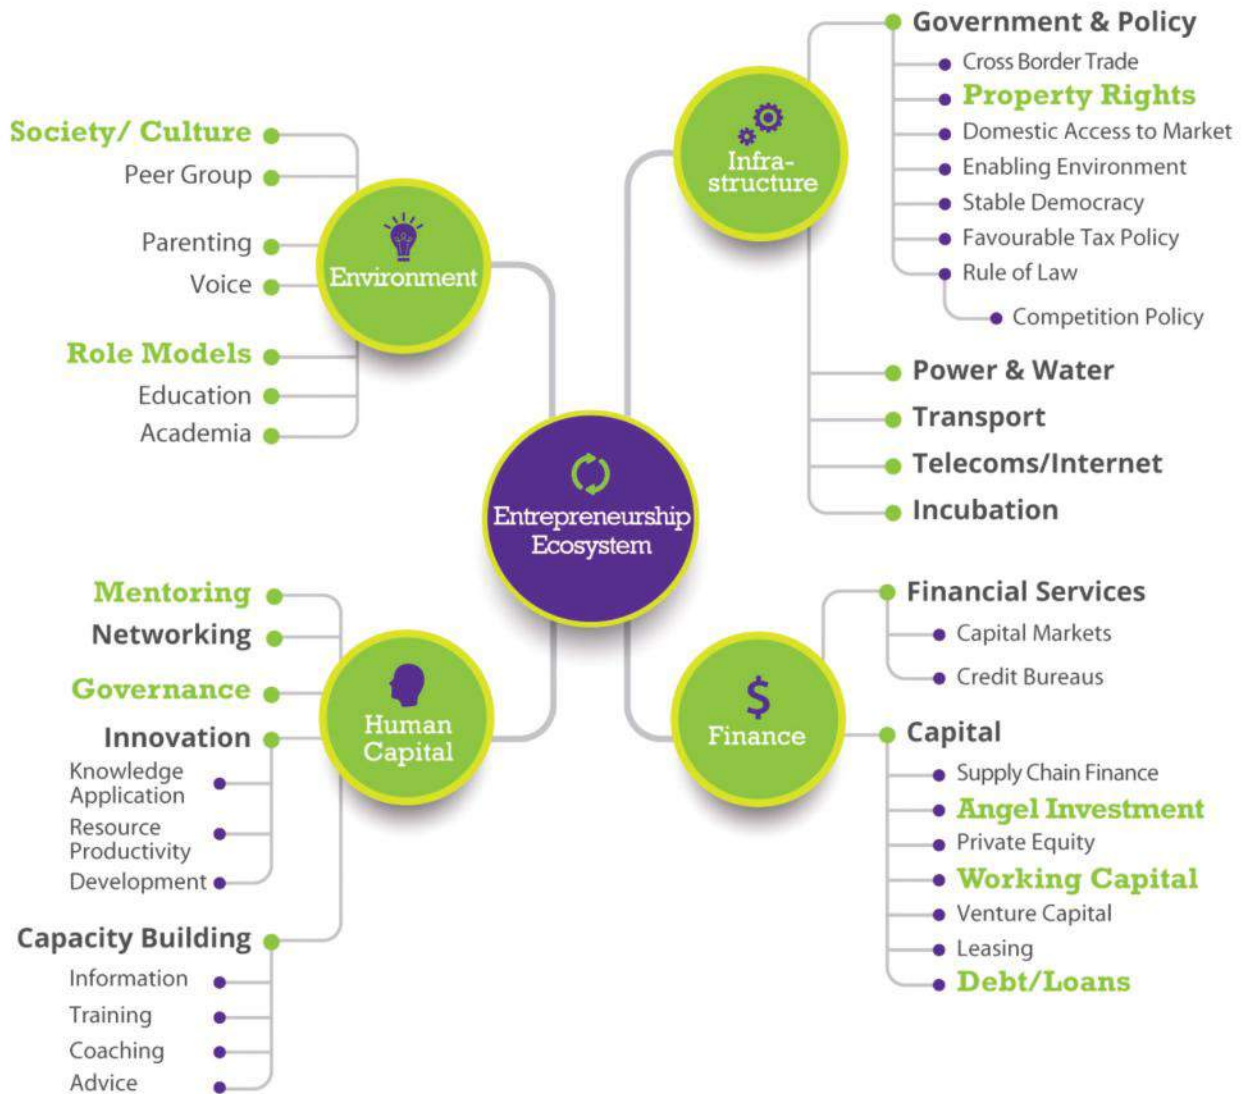 Society/ Culture
Peer Group
Parenting
Voice
Role Models
Education
Academia
Environment
Infra-
structure
Government & Policy
Cross Border Trade
Property Rights
Domestic Access to Market
Enabling Environment
Stable Democracy
Favourable Tax Policy
Rule of Law
Competition Policy
Power & Water
Transport
Telecoms/Internet
Incubation
Entrepreneurship
Ecosystem
Mentoring
Networking
Governance
Innovation
Knowledge
Application
Resource
Productivity
Development
Capacity Building
Information
Training
Coaching
Advice
Human
Capital
$
Finance
Financial Services
Capital Markets
Credit Bureaus
Capital
Supply Chain Finance
Angel Investment
Private Equity
Working Capital
Venture Capital
Leasing
Debt/Loans